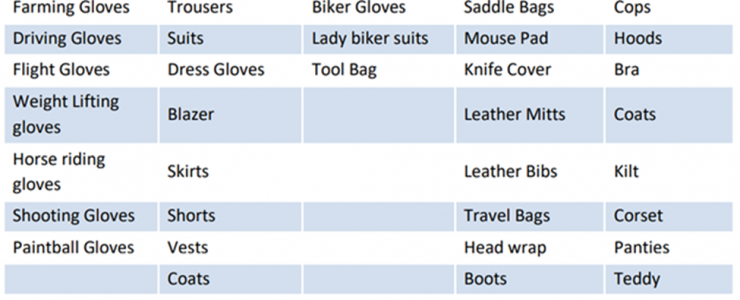 Farming Gloves Trousers Biker Gloves Saddle Bags Cops
Driving Gloves Suits Lady biker suits Mouse Pad Hoods
Flight Gloves Dress Gloves Tool Bag Knife Cover Bra
Weight Lifting
gloves Blazer Leather Mitts Coats
Horse riding
gloves Skirts Leather Bibs Kilt
Shooting Gloves Shorts Travel Bags Corset
Paintball Gloves Vests Head wrap Panties
Coats Boots Teddy